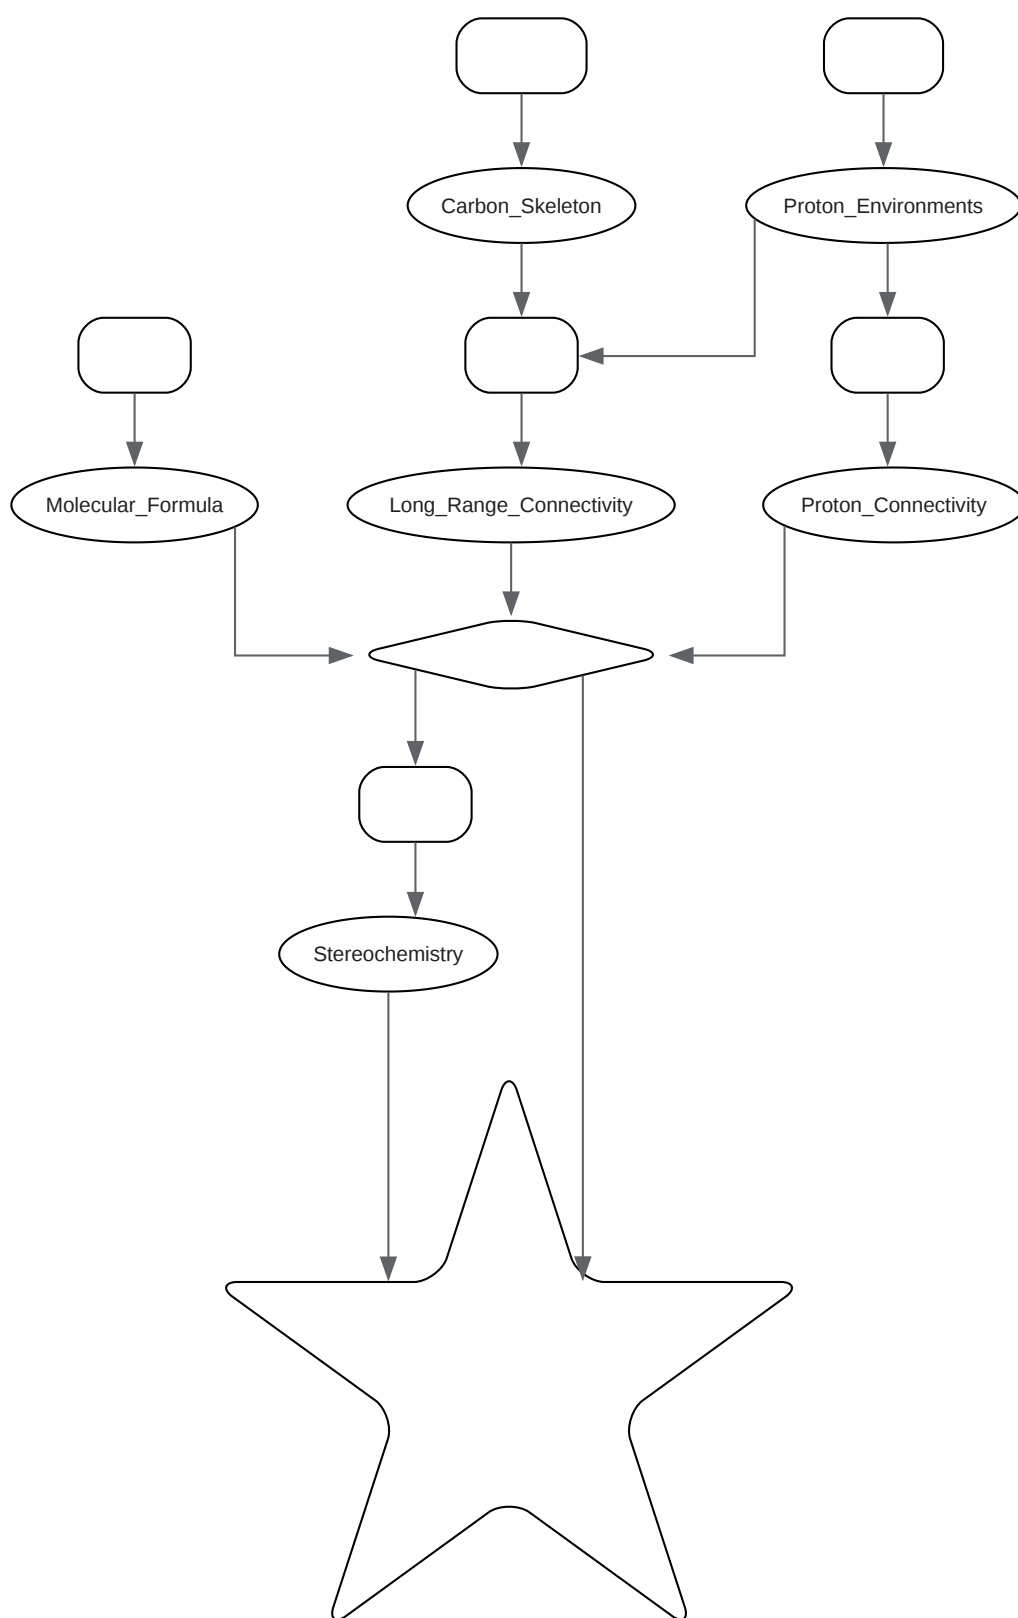 Carbon_Skeleton
Proton_Environments
Molecular_Formula
Long_Range_Connectivity
Proton_Connectivity
Stereochemistry